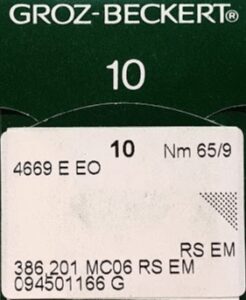 GROZ-BECKERT®
10
10 Nm 65/9
4669 E EO
RS EM
386,201 MC06 RS EM
094501166 G